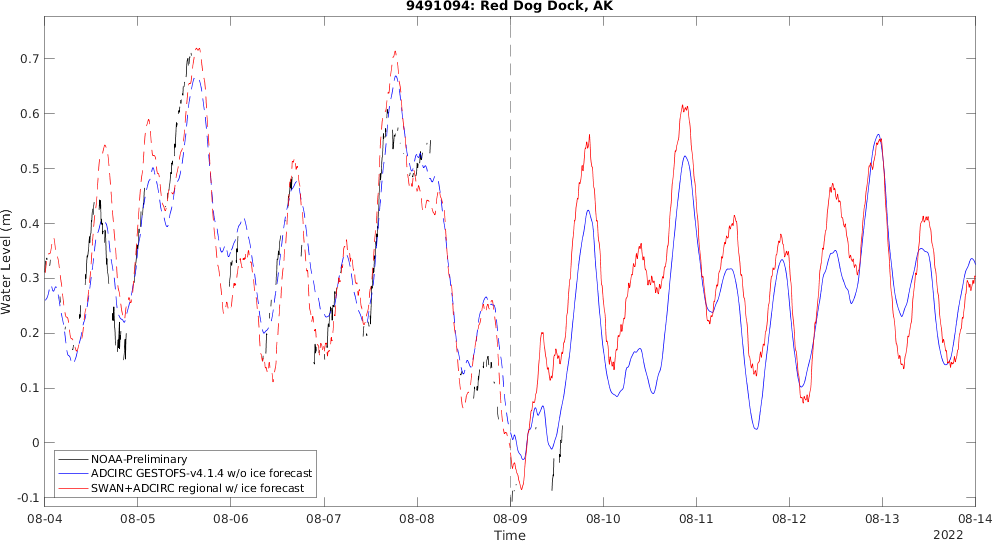 9491094: Red Dog Dock, AK
Water Level (m)
0.7
0.6
0.5
0.4
0.3
0.2
0.1
0
-0.1
NOAA-Preliminary
ADCIRC GESTOFS-v4.1.4 w/o ice forecast
SWAN+ADCIRC regional w/ ice forecast
08-04 08-05 08-06 08-07 08-08 08-09 08-10 08-11 08-12 08-13 08-14
Time
2022